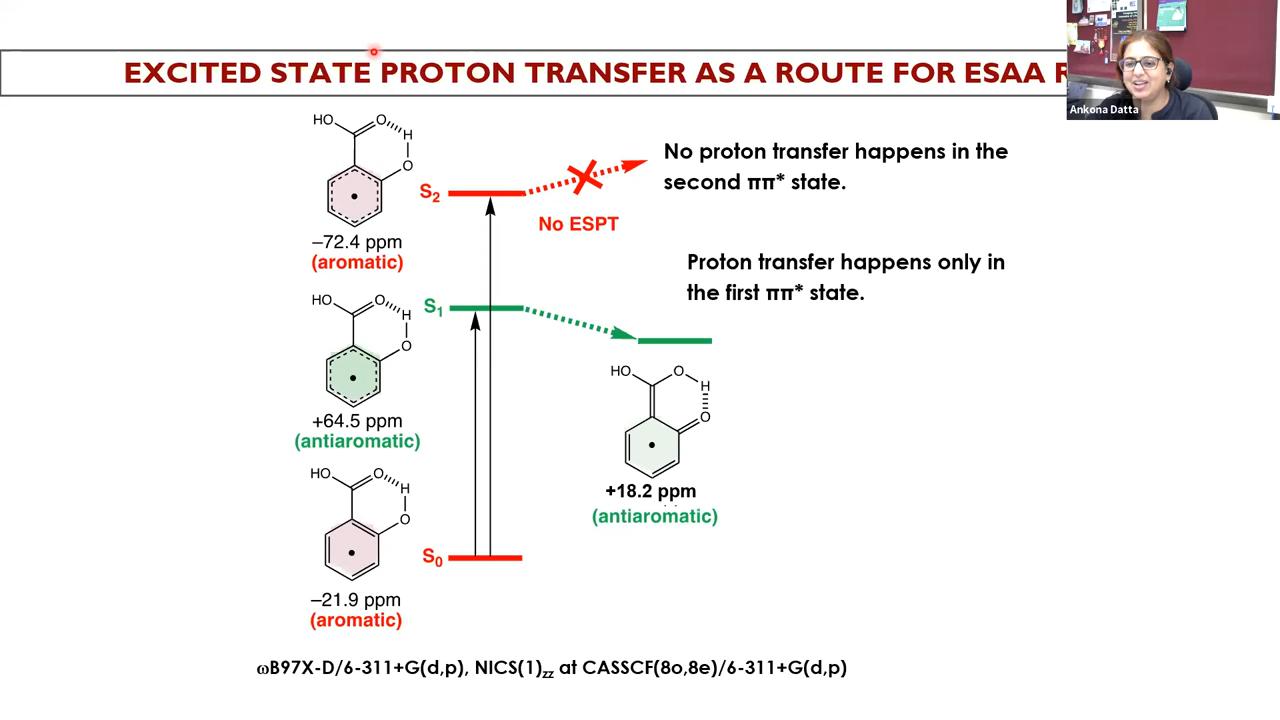 EXCITED STATE PROTON TRANSFER AS A ROUTE FOR ESAA R
Ankona Datta
HO O H O
–72.4 ppm
(aromatic)
S₂
No ESPT
No proton transfer happens in the
second ππ* state.
Proton transfer happens only in
the first ππ* state.
HO O H O
+64.5 ppm
(antiaromatic)
S₁
HO O H O
+18.2 ppm
(antiaromatic)
HO O H O
–21.9 ppm
(aromatic)
S₀
ωB97X-D/6-311+G(d,p), NICS(1)zz at CASSCF(8o,8e)/6-311+G(d,p)